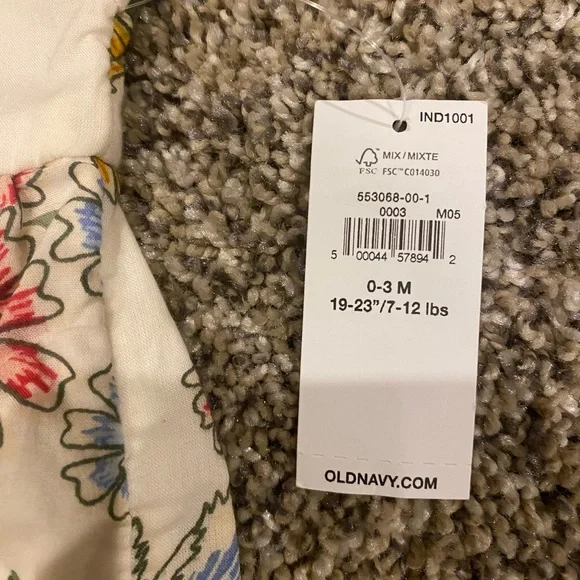 IND1001
MIX / MIXTE
FSC FSC™ C014030
553068-00-1
0003 M05
5 00044 57894 2
0-3 M
19-23"/7-12 lbs
OLDNAVY.COM